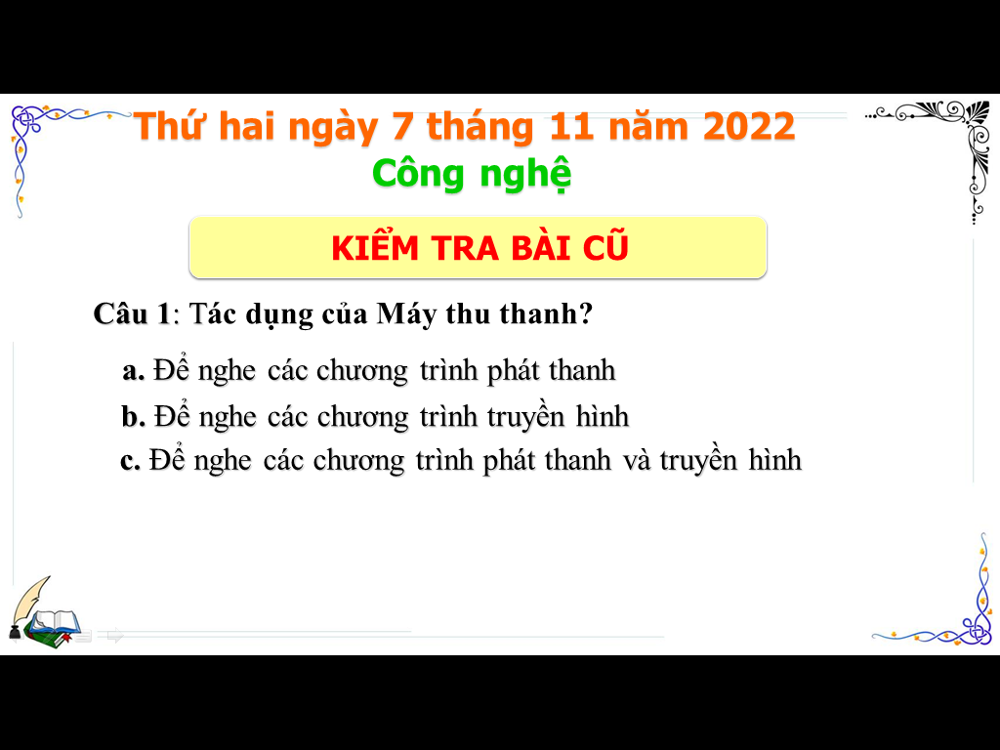 Thứ hai ngày 7 tháng 11 năm 2022
Công nghệ
KIỂM TRA BÀI CŨ
Câu 1: Tác dụng của Máy thu thanh?
a. Để nghe các chương trình phát thanh
b. Để nghe các chương trình truyền hình
c. Để nghe các chương trình phát thanh và truyền hình